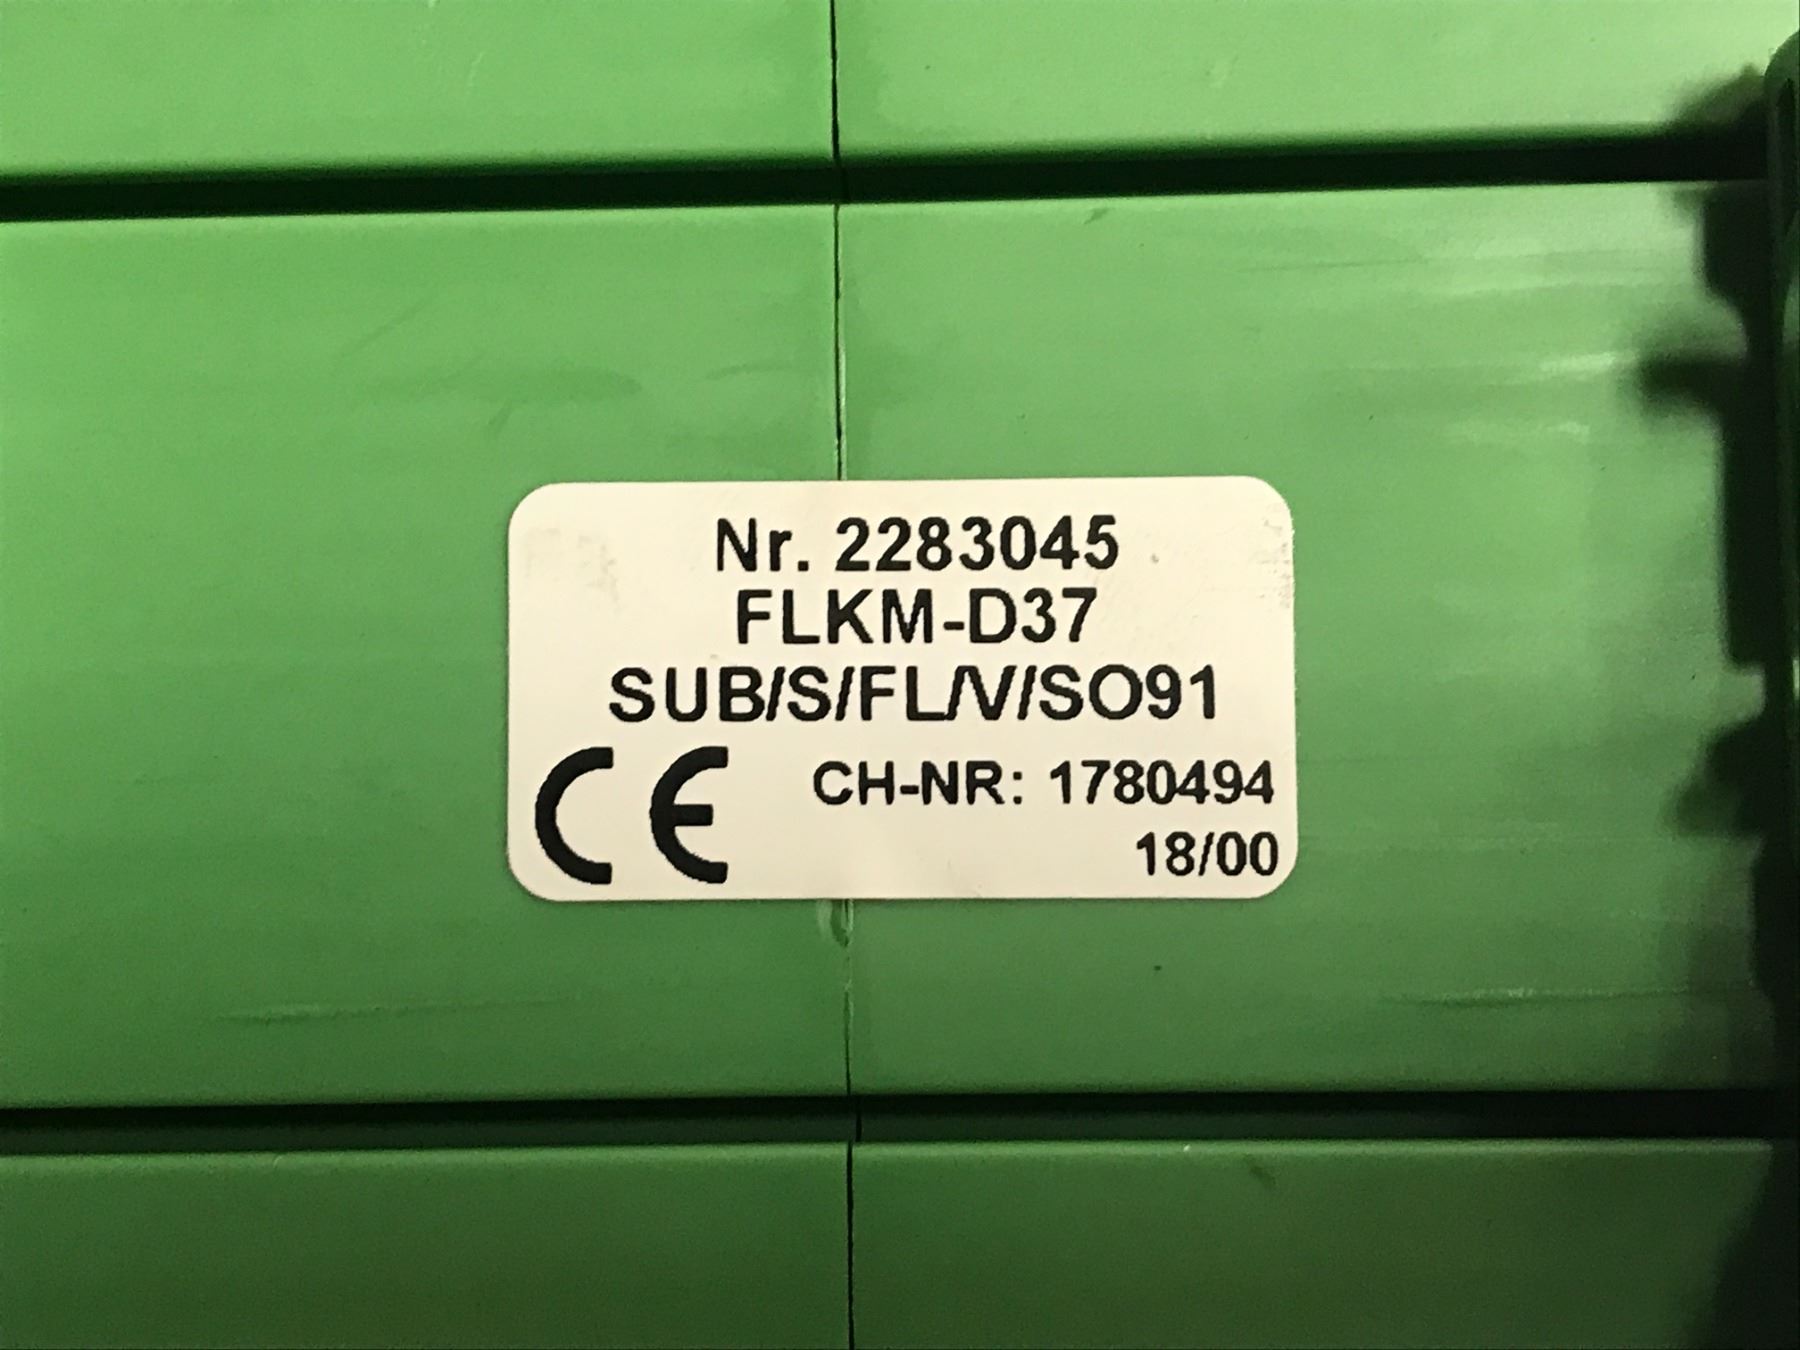 Nr. 2283045
FLKM-D37
SUB/S/FL/V/SO91
CE CH-NR: 1780494
18/00